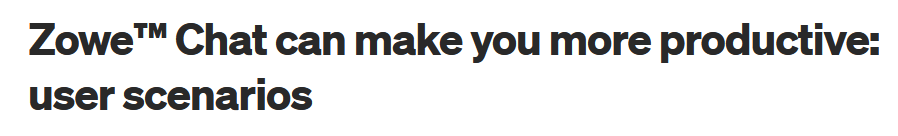 Zowe™ Chat can make you more productive:
user scenarios